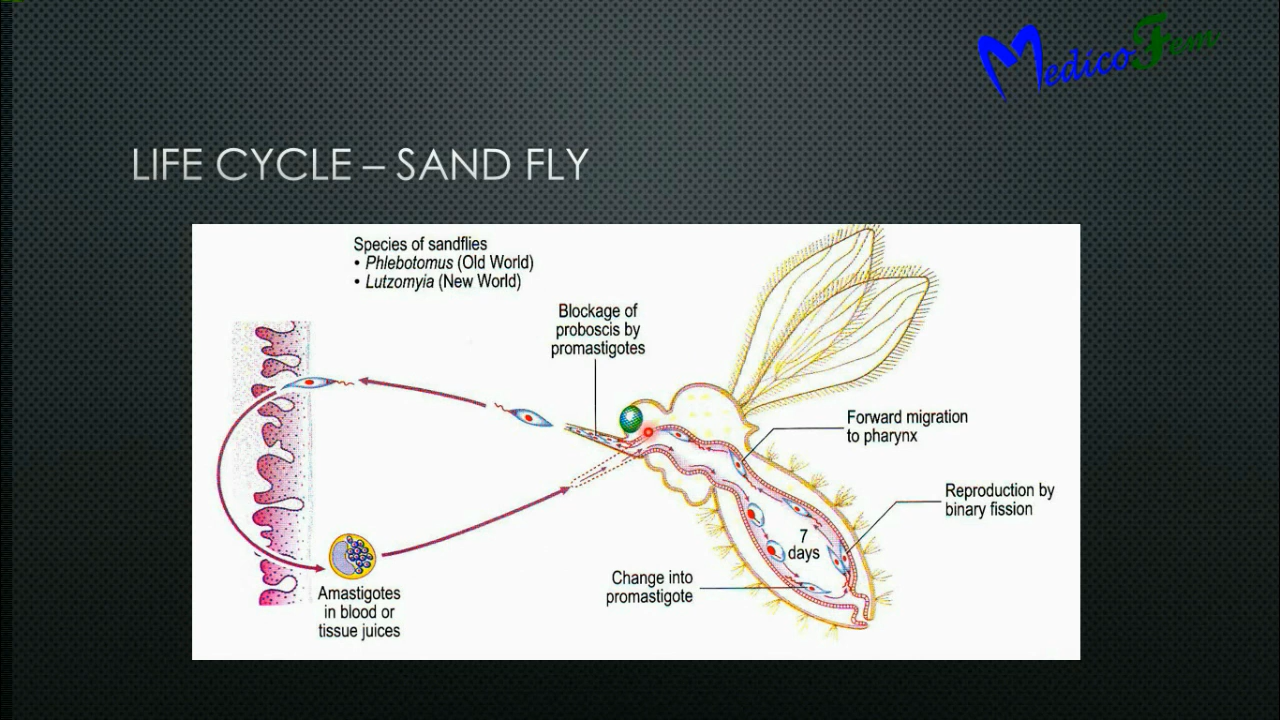 MedicoFem
LIFE CYCLE – SAND FLY
Species of sandflies
• Phlebotomus (Old World)
• Lutzomyia (New World)
Blockage of
proboscis by
promastigotes
Forward migration
to pharynx
Reproduction by
binary fission
7
days
Change into
promastigote
Amastigotes
in blood or
tissue juices